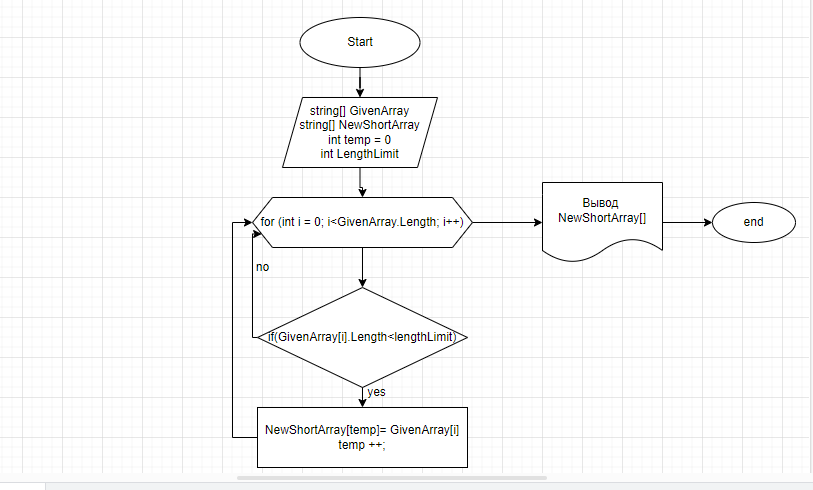 Start
string[] GivenArray
string[] NewShortArray
int temp = 0
int LengthLimit
for (int i = 0; i<GivenArray.Length; i++)
Вывод
NewShortArray[]
end
no
if(GivenArray[i].Length<lengthLimit)
yes
NewShortArray[temp]= GivenArray[i]
temp ++;